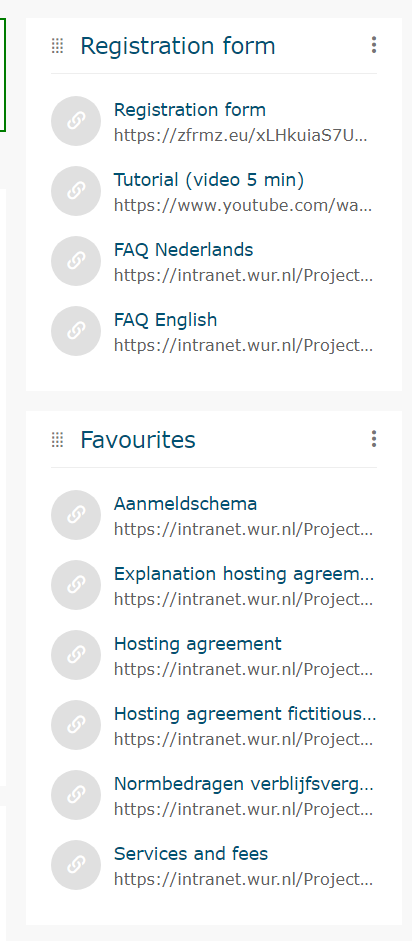 Registration form
Registration form
https://zfrmz.eu/xLHkuiaS7U...
Tutorial (video 5 min)
https://www.youtube.com/wa...
FAQ Nederlands
https://intranet.wur.nl/Project...
FAQ English
https://intranet.wur.nl/Project...
Favourites
Aanmeldschema
https://intranet.wur.nl/Project...
Explanation hosting agreem...
https://intranet.wur.nl/Project...
Hosting agreement
https://intranet.wur.nl/Project...
Hosting agreement fictitious...
https://intranet.wur.nl/Project...
Normbedragen verblijfsverg...
https://intranet.wur.nl/Project...
Services and fees
https://intranet.wur.nl/Project...